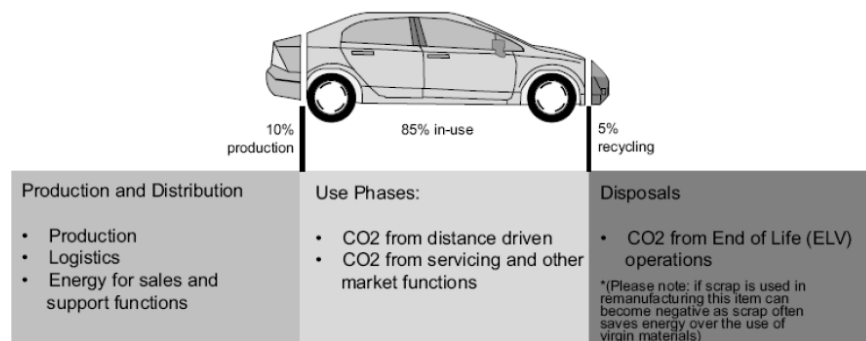 10%
production
85% in-use
5%
recycling
Production and Distribution
• Production
• Logistics
• Energy for sales and
support functions
Use Phases:
• CO2 from distance driven
• CO2 from servicing and other
market functions
Disposals
• CO2 from End of Life (ELV)
operations
*(Please note: if scrap is used in
remanufacturing this item can
become negative as scrap often
saves energy over the use of
virgin materials)